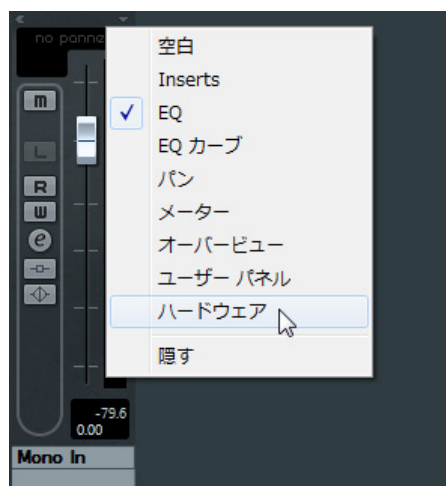 no panne
空白
Inserts
m
EQ
EQ カーブ
L
パン
R
メーター
W
オーバービュー
e
ユーザー パネル
ハードウェア
隠す
-79.6
0.00
Mono In